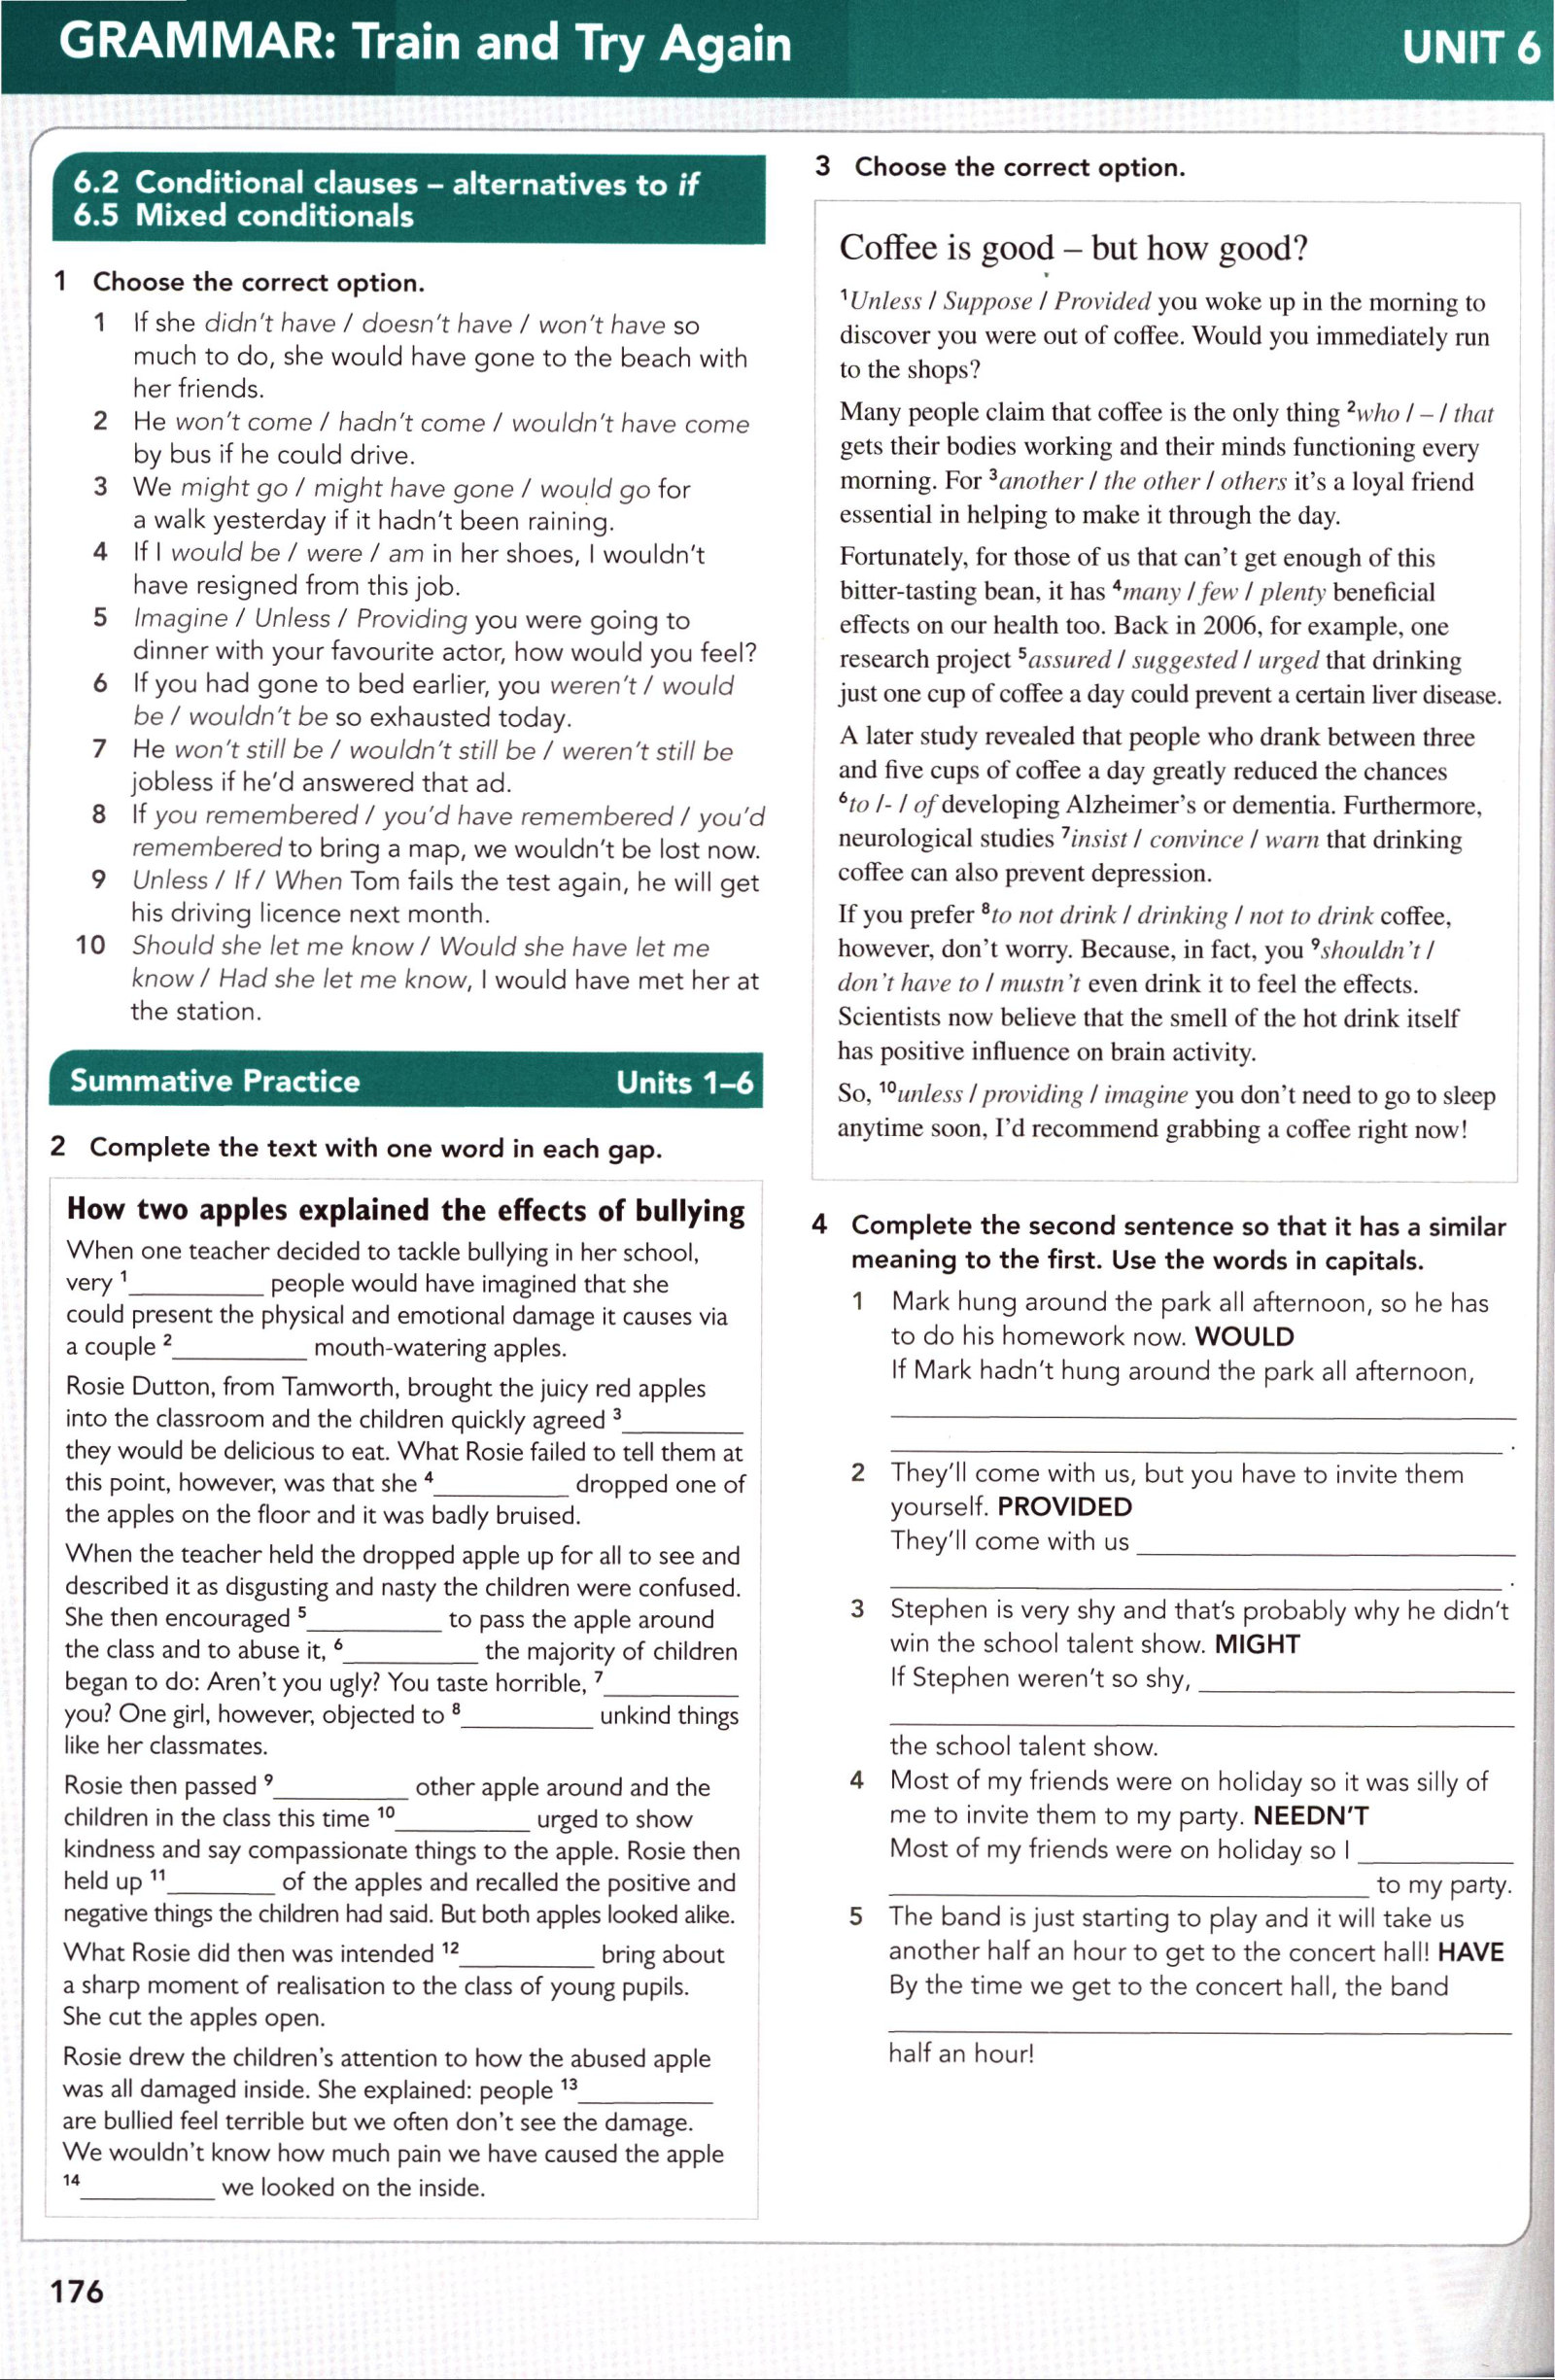 GRAMMAR: Train and Try Again
UNIT 6
6.2 Conditional clauses – alternatives to if
6.5 Mixed conditionals
1 Choose the correct option.
1 If she didn't have / doesn't have / won't have so
much to do, she would have gone to the beach with
her friends.
2 He won't come / hadn't come / wouldn't have come
by bus if he could drive.
3 We might go / might have gone / would go for
a walk yesterday if it hadn't been raining.
4 If I would be / were / am in her shoes, I wouldn't
have resigned from this job.
5 Imagine / Unless / Providing you were going to
dinner with your favourite actor, how would you feel?
6 If you had gone to bed earlier, you weren't / would
be / wouldn't be so exhausted today.
7 He won't still be / wouldn't still be / weren't still be
jobless if he'd answered that ad.
8 If you remembered / you'd have remembered / you'd
remembered to bring a map, we wouldn't be lost now.
9 Unless / If / When Tom fails the test again, he will get
his driving licence next month.
10 Should she let me know / Would she have let me
know / Had she let me know, I would have met her at
the station.
Summative Practice Units 1–6
2 Complete the text with one word in each gap.
How two apples explained the effects of bullying
When one teacher decided to tackle bullying in her school,
very 1__________ people would have imagined that she
could present the physical and emotional damage it causes via
a couple 2__________ mouth-watering apples.
Rosie Dutton, from Tamworth, brought the juicy red apples
into the classroom and the children quickly agreed 3__________
they would be delicious to eat. What Rosie failed to tell them at
this point, however, was that she 4__________ dropped one of
the apples on the floor and it was badly bruised.
When the teacher held the dropped apple up for all to see and
described it as disgusting and nasty the children were confused.
She then encouraged 5__________ to pass the apple around
the class and to abuse it, 6__________ the majority of children
began to do: Aren't you ugly? You taste horrible, 7__________
you? One girl, however, objected to 8__________ unkind things
like her classmates.
Rosie then passed 9__________ other apple around and the
children in the class this time 10__________ urged to show
kindness and say compassionate things to the apple. Rosie then
held up 11__________ of the apples and recalled the positive and
negative things the children had said. But both apples looked alike.
What Rosie did then was intended 12__________ bring about
a sharp moment of realisation to the class of young pupils.
She cut the apples open.
Rosie drew the children's attention to how the abused apple
was all damaged inside. She explained: people 13__________
are bullied feel terrible but we often don't see the damage.
We wouldn't know how much pain we have caused the apple
14__________ we looked on the inside.
3 Choose the correct option.
Coffee is good – but how good?
1Unless / Suppose / Provided you woke up in the morning to
discover you were out of coffee. Would you immediately run
to the shops?
Many people claim that coffee is the only thing 2who / – / that
gets their bodies working and their minds functioning every
morning. For 3another / the other / others it's a loyal friend
essential in helping to make it through the day.
Fortunately, for those of us that can't get enough of this
bitter-tasting bean, it has 4many / few / plenty beneficial
effects on our health too. Back in 2006, for example, one
research project 5assured / suggested / urged that drinking
just one cup of coffee a day could prevent a certain liver disease.
A later study revealed that people who drank between three
and five cups of coffee a day greatly reduced the chances
6to /- / of developing Alzheimer's or dementia. Furthermore,
neurological studies 7insist / convince / warn that drinking
coffee can also prevent depression.
If you prefer 8to not drink / drinking / not to drink coffee,
however, don't worry. Because, in fact, you 9shouldn't /
don't have to / mustn't even drink it to feel the effects.
Scientists now believe that the smell of the hot drink itself
has positive influence on brain activity.
So, 10unless / providing / imagine you don't need to go to sleep
anytime soon, I'd recommend grabbing a coffee right now!
4 Complete the second sentence so that it has a similar
meaning to the first. Use the words in capitals.
1 Mark hung around the park all afternoon, so he has
to do his homework now. WOULD
If Mark hadn't hung around the park all afternoon,
__________
__________.
2 They'll come with us, but you have to invite them
yourself. PROVIDED
They'll come with us __________
__________.
3 Stephen is very shy and that's probably why he didn't
win the school talent show. MIGHT
If Stephen weren't so shy, __________
__________
the school talent show.
4 Most of my friends were on holiday so it was silly of
me to invite them to my party. NEEDN'T
Most of my friends were on holiday so I __________
__________ to my party.
5 The band is just starting to play and it will take us
another half an hour to get to the concert hall! HAVE
By the time we get to the concert hall, the band
__________
half an hour!
176